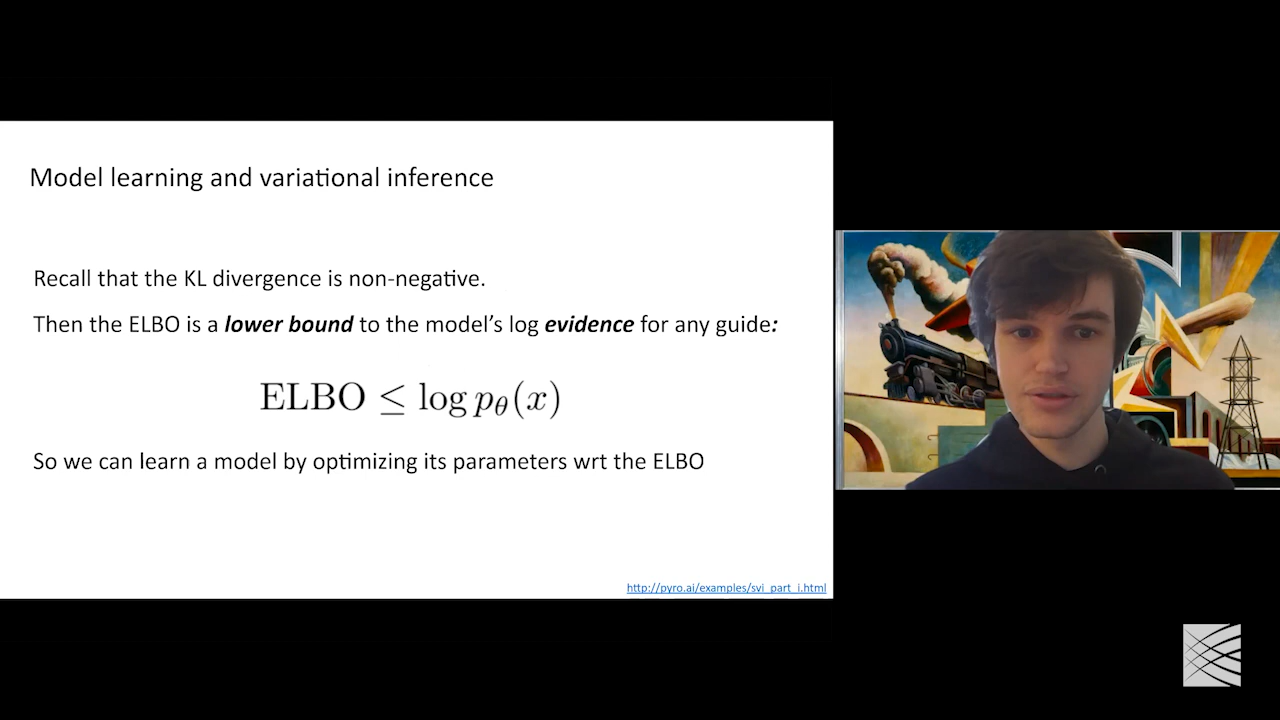 Model learning and variational inference
Recall that the KL divergence is non-negative.
Then the ELBO is a lower bound to the model's log evidence for any guide:
ELBO ≤ log pθ(x)
So we can learn a model by optimizing its parameters wrt the ELBO
http://pyro.ai/examples/svi_part_i.html